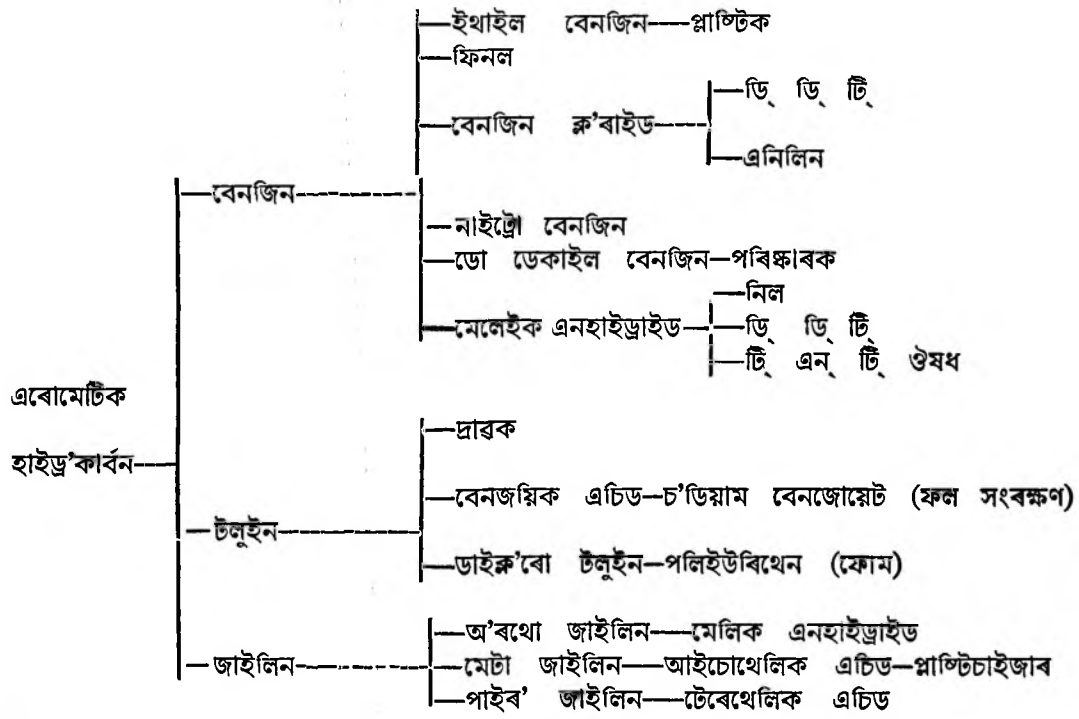 ইথাইল বেনজিন—প্লাষ্টিক
ফিনল
ডি্ ডি্ টি্
বেনজিন ক্ল'ৰাইড
এনিলিন
বেনজিন
নাইট্ৰো বেনজিন
ডো ডেকাইল বেনজিন—পৰিষ্কাৰক
নিল
মেলেইক এনহাইড্ৰাইড
ডি্ ডি্ টি্
টি্ এন্ টি্ ঔষধ
এৰোমেটিক
হাইড্ৰ'কাৰ্বন
দ্ৰাৱক
বেনজয়িক এচিড—চ'ডিয়াম বেনজোয়েট (ফল সংৰক্ষণ)
টলুইন
ডাইক্ল'ৰো টলুইন—পলিইউৰিথেন (ফোম)
অ'ৰথো জাইলিন—মেলিক এনহাইড্ৰাইড
জাইলিন
মেটা জাইলিন—আইচোথেলিক এচিড—প্লাষ্টিচাইজাৰ
পাইৰ' জাইলিন—টেৰেথেলিক এচিড